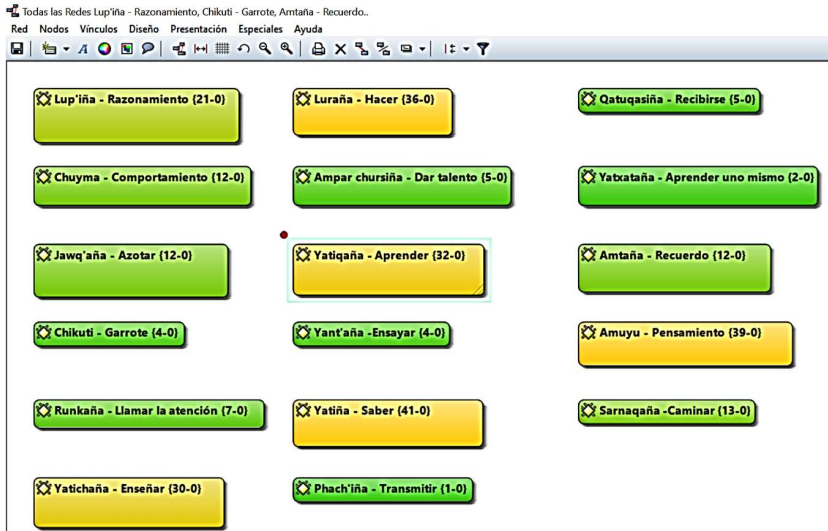 Todas las Redes Lup'iña - Razonamiento, Chikuti - Garrote, Amtaña - Recuerdo..
Red Nodos Vínculos Diseño Presentación Especiales Ayuda
Lup'iña - Razonamiento {21-0}
Luraña - Hacer {36-0}
Qatuqasiña - Recibirse {5-0}
Chuyma - Comportamiento {12-0}
Ampar chursiña - Dar talento {5-0}
Yatxataña - Aprender uno mismo {2-0}
Jawq'aña - Azotar {12-0}
Yatiqaña - Aprender {32-0}
Amtaña - Recuerdo {12-0}
Chikuti - Garrote {4-0}
Yant'aña -Ensayar {4-0}
Amuyu - Pensamiento {39-0}
Runkaña - Llamar la atención {7-0}
Yatiña - Saber {41-0}
Sarnaqaña -Caminar {13-0}
Yatichaña - Enseñar {30-0}
Phach'iña - Transmitir {1-0}